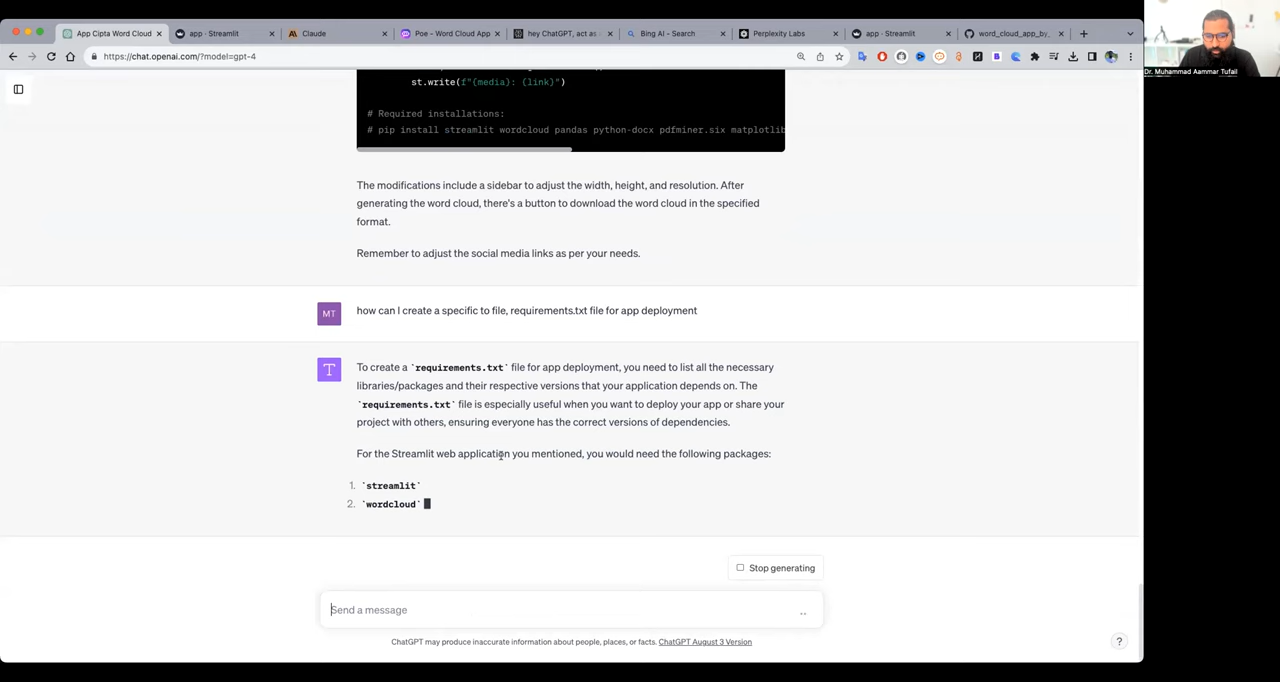 App Cipta Word Cloud
app · Streamlit
Claude
Poe - Word Cloud App
hey ChatGPT, act as
Bing AI - Search
Perplexity Labs
app · Streamlit
word_cloud_app_by_
https://chat.openai.com/?model=gpt-4
Dr. Muhammad Aammar Tufail
st.write(f"{media}: {link}")
# Required installations:
# pip install streamlit wordcloud pandas python-docx pdfminer.six matplotlib
The modifications include a sidebar to adjust the width, height, and resolution. After
generating the word cloud, there's a button to download the word cloud in the specified
format.
Remember to adjust the social media links as per your needs.
MT
how can I create a specific to file, requirements.txt file for app deployment
T
To create a `requirements.txt` file for app deployment, you need to list all the necessary
libraries/packages and their respective versions that your application depends on. The
`requirements.txt` file is especially useful when you want to deploy your app or share your
project with others, ensuring everyone has the correct versions of dependencies.
For the Streamlit web application you mentioned, you would need the following packages:
1. `streamlit`
2. `wordcloud`
Stop generating
Send a message
ChatGPT may produce inaccurate information about people, places, or facts. ChatGPT August 3 Version
?